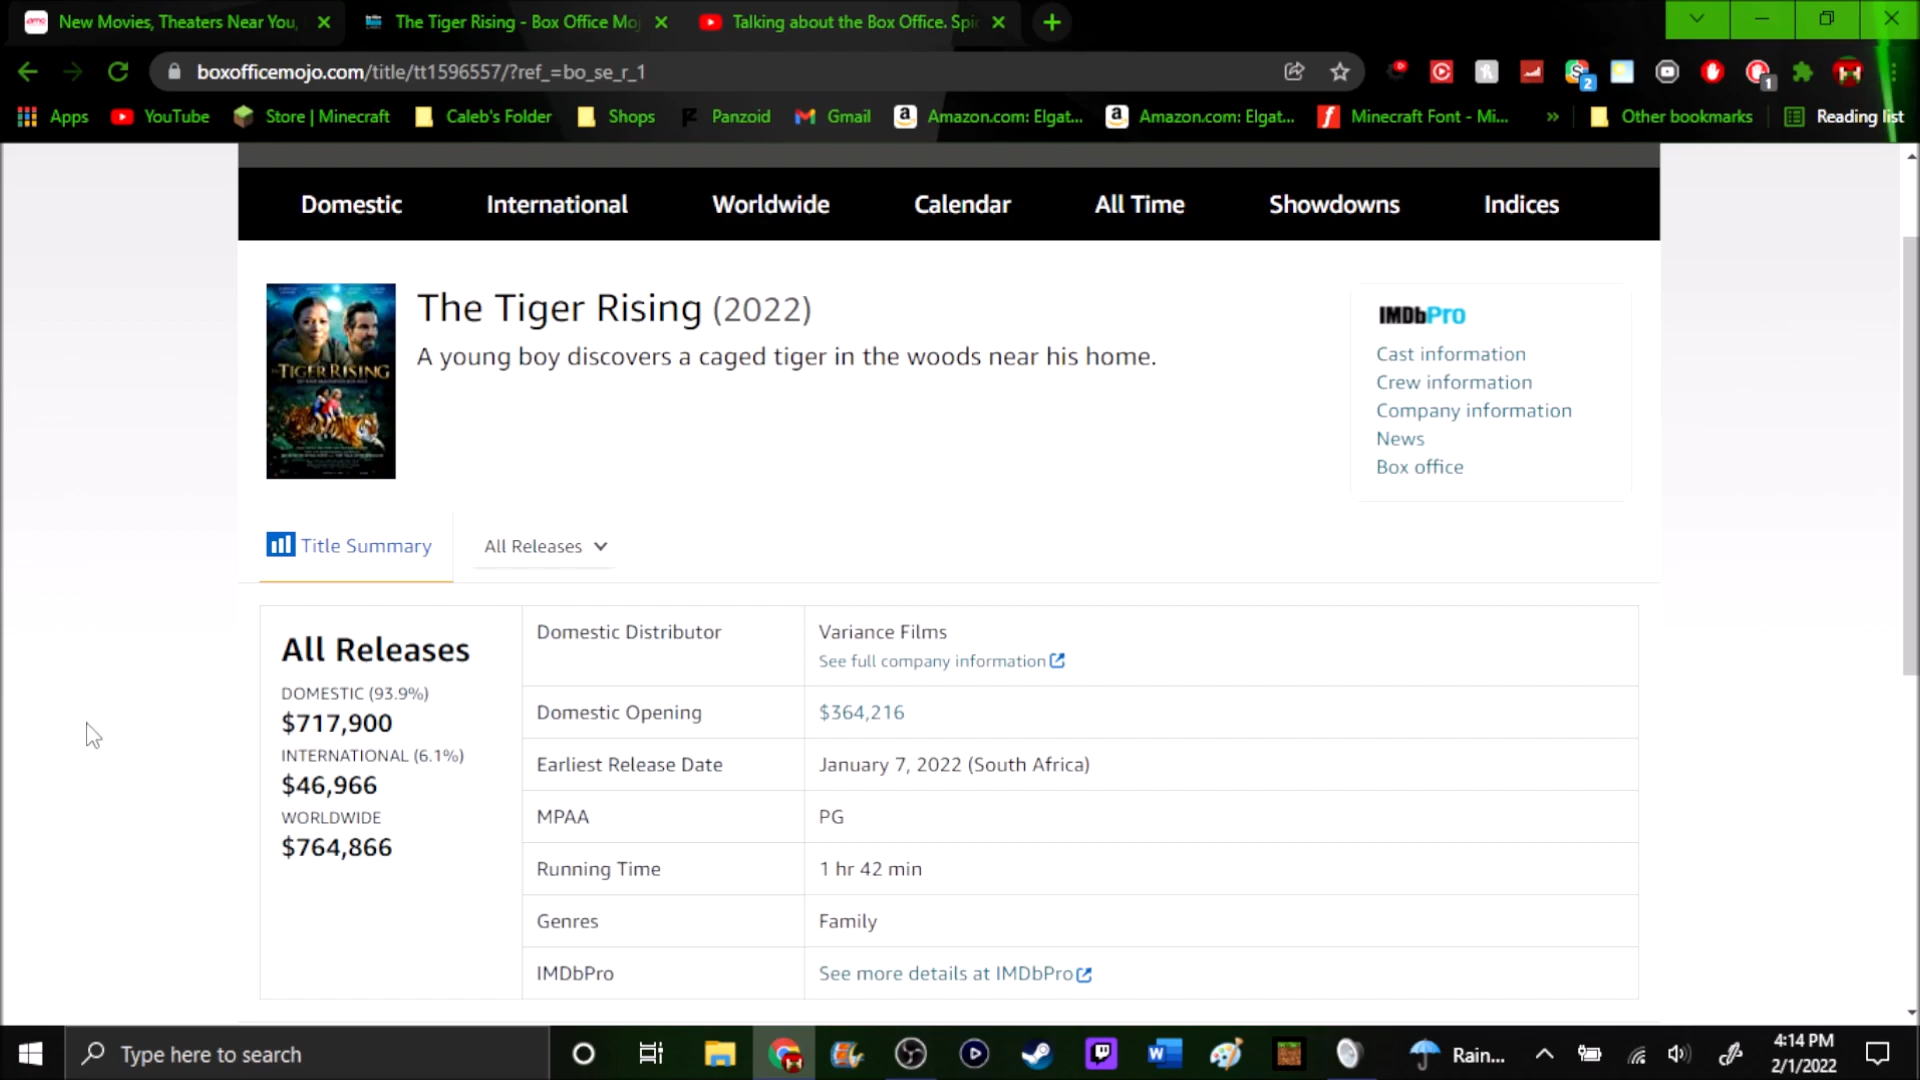 New Movies, Theaters Near You,
The Tiger Rising - Box Office Moj
Talking about the Box Office. Spi
boxofficemojo.com/title/tt1596557/?ref_=bo_se_r_1
2
1
Apps
YouTube
Store | Minecraft
Caleb's Folder
Shops
Panzoid
Gmail
Amazon.com: Elgat...
Amazon.com: Elgat...
Minecraft Font - Mi...
»
Other bookmarks
Reading list
Domestic
International
Worldwide
Calendar
All Time
Showdowns
Indices
TIGER RISING
The Tiger Rising (2022)
A young boy discovers a caged tiger in the woods near his home.
IMDbPro
Cast information
Crew information
Company information
News
Box office
Title Summary
All Releases
All Releases
DOMESTIC (93.9%)
$717,900
INTERNATIONAL (6.1%)
$46,966
WORLDWIDE
$764,866
Domestic Distributor
Variance Films
See full company information
Domestic Opening
$364,216
Earliest Release Date
January 7, 2022 (South Africa)
MPAA
PG
Running Time
1 hr 42 min
Genres
Family
IMDbPro
See more details at IMDbPro
Type here to search
Rain...
4:14 PM
2/1/2022